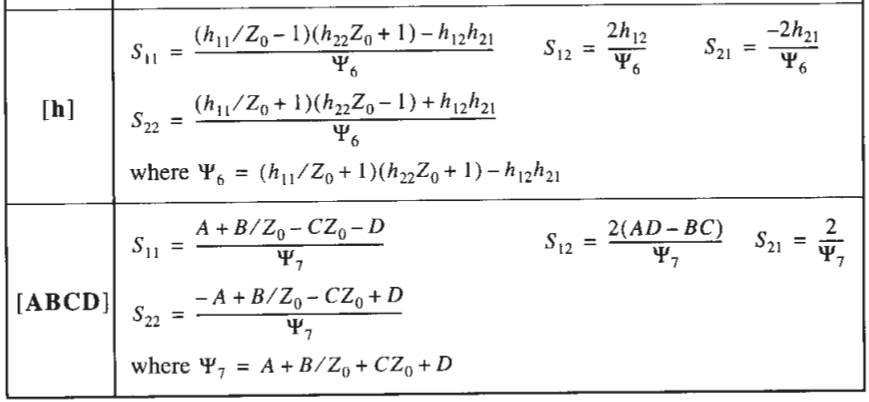 [h]
S₁₁ = ((h₁₁/Z₀ − 1)(h₂₂Z₀ + 1) − h₁₂h₂₁)/Ψ₆ S₁₂ = 2h₁₂/Ψ₆ S₂₁ = −2h₂₁/Ψ₆
S₂₂ = ((h₁₁/Z₀ + 1)(h₂₂Z₀ − 1) + h₁₂h₂₁)/Ψ₆
where Ψ₆ = (h₁₁/Z₀ + 1)(h₂₂Z₀ + 1) − h₁₂h₂₁
[ABCD]
S₁₁ = (A + B/Z₀ − CZ₀ − D)/Ψ₇ S₁₂ = 2(AD − BC)/Ψ₇ S₂₁ = 2/Ψ₇
S₂₂ = (−A + B/Z₀ − CZ₀ + D)/Ψ₇
where Ψ₇ = A + B/Z₀ + CZ₀ + D